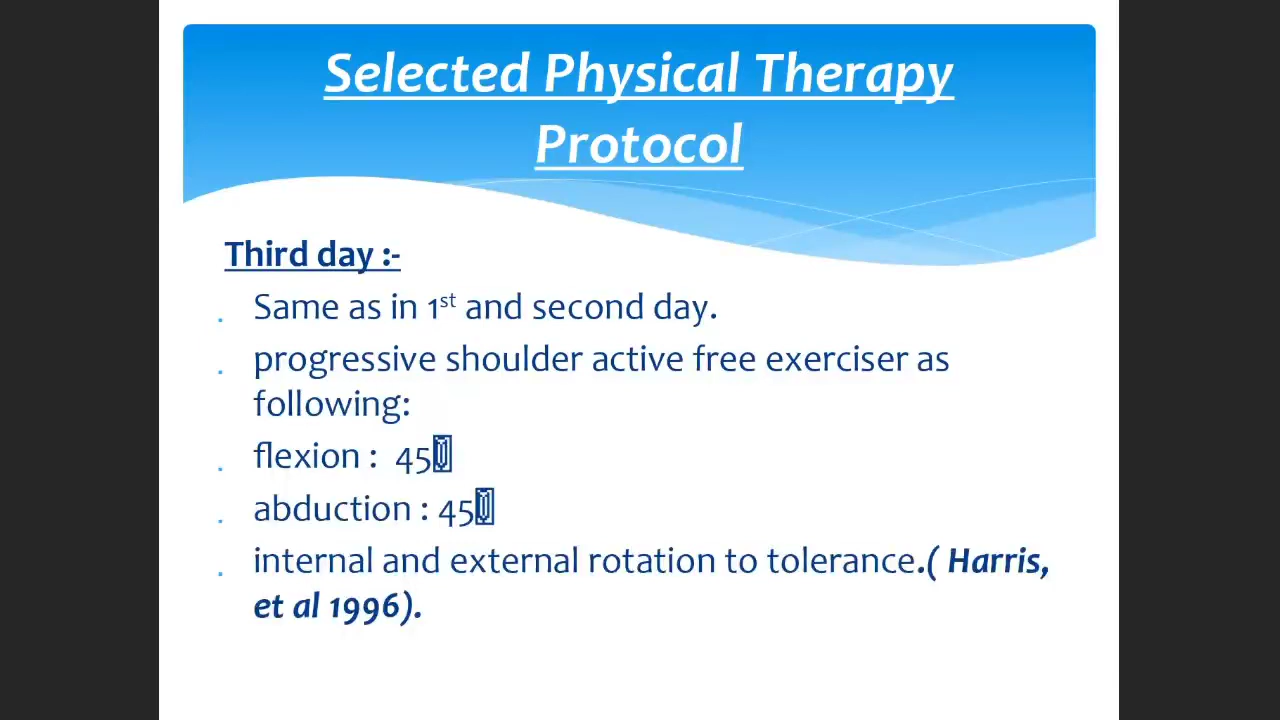 Selected Physical Therapy
Protocol
Third day :-
. Same as in 1st and second day.
. progressive shoulder active free exerciser as
following:
. flexion : 45
. abduction : 45
. internal and external rotation to tolerance.( Harris,
et al 1996).